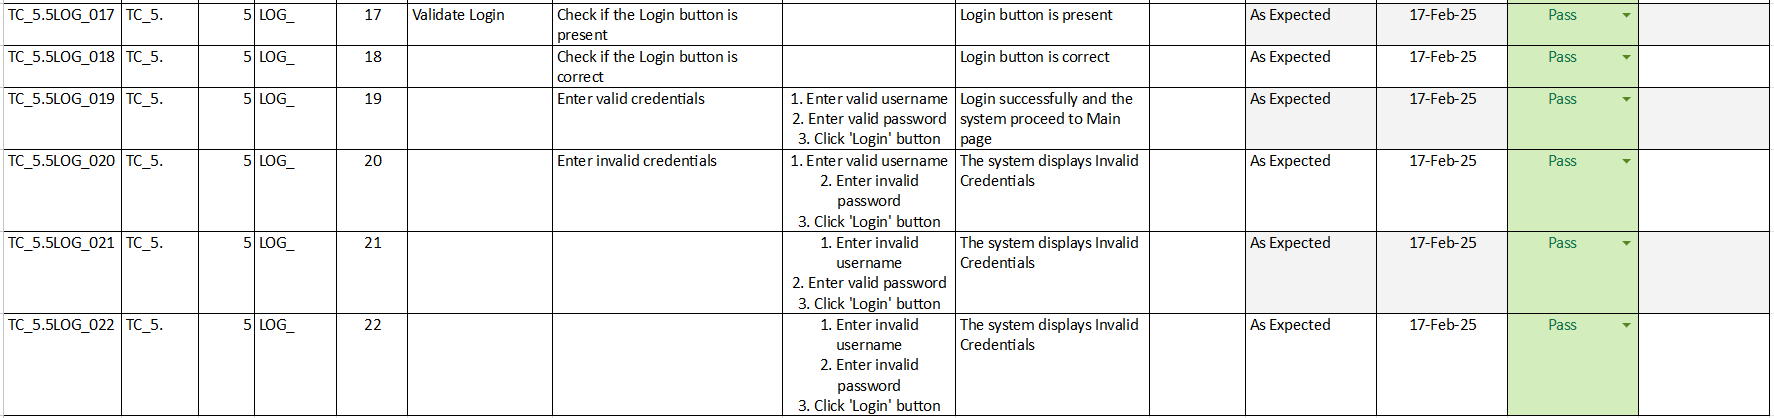 TC_5.5LOG_017 TC_5. 5 LOG_ 17 Validate Login Check if the Login button is present Login button is present As Expected 17-Feb-25 Pass
TC_5.5LOG_018 TC_5. 5 LOG_ 18 Check if the Login button is correct Login button is correct As Expected 17-Feb-25 Pass
TC_5.5LOG_019 TC_5. 5 LOG_ 19 Enter valid credentials 1. Enter valid username 2. Enter valid password 3. Click 'Login' button Login successfully and the system proceed to Main page As Expected 17-Feb-25 Pass
TC_5.5LOG_020 TC_5. 5 LOG_ 20 Enter invalid credentials 1. Enter valid username 2. Enter invalid password 3. Click 'Login' button The system displays Invalid Credentials As Expected 17-Feb-25 Pass
TC_5.5LOG_021 TC_5. 5 LOG_ 21 1. Enter invalid username 2. Enter valid password 3. Click 'Login' button The system displays Invalid Credentials As Expected 17-Feb-25 Pass
TC_5.5LOG_022 TC_5. 5 LOG_ 22 1. Enter invalid username 2. Enter invalid password 3. Click 'Login' button The system displays Invalid Credentials As Expected 17-Feb-25 Pass